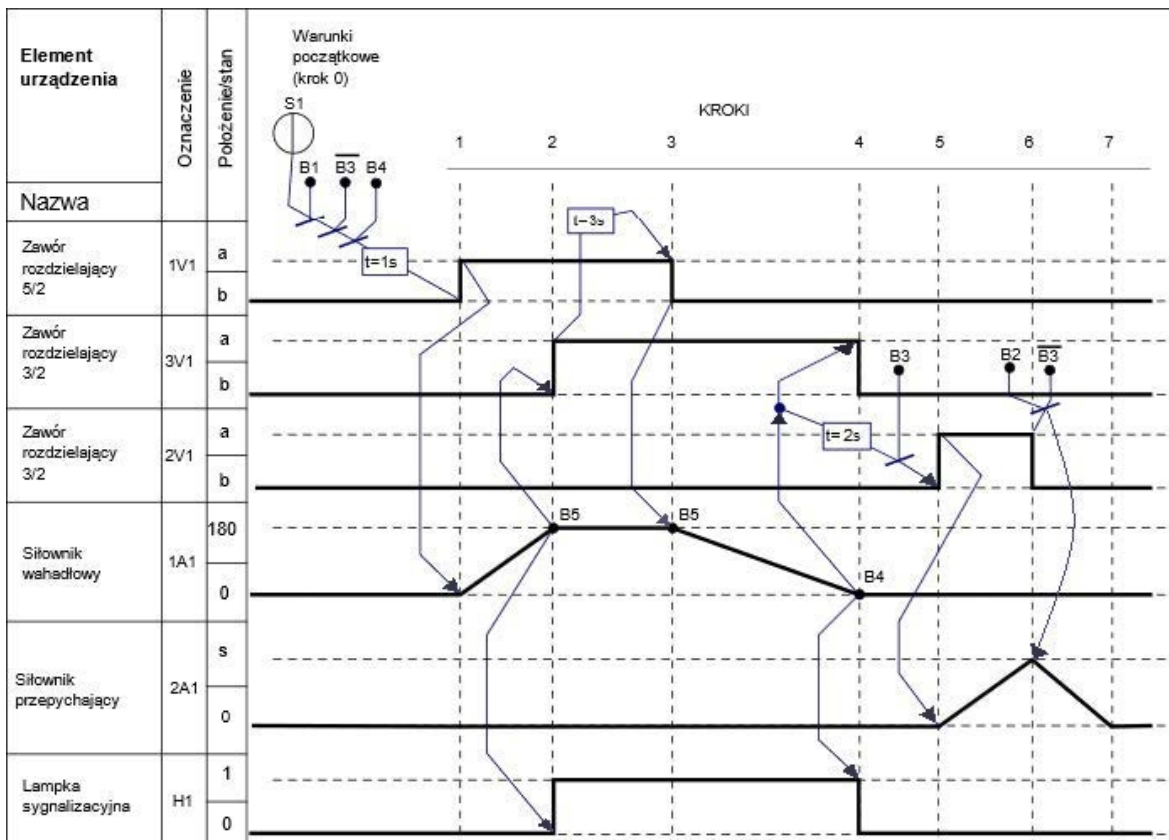 Element
urządzenia
Nazwa
Oznaczenie
Położenie/stan
Warunki
początkowe
(krok 0)
S1
B1 B3 B4
KROKI
1 2 3 4 5 6 7
Zawór
rozdzielający
5/2
1V1
a
b
t=1s
t=3s
Zawór
rozdzielający
3/2
3V1
a
b
B3
B2 B3
Zawór
rozdzielający
3/2
2V1
a
b
t=2s
Siłownik
wahadłowy
1A1
180
0
B5
B5
B4
Siłownik
przepychający
2A1
s
0
Lampka
sygnalizacyjna
H1
1
0